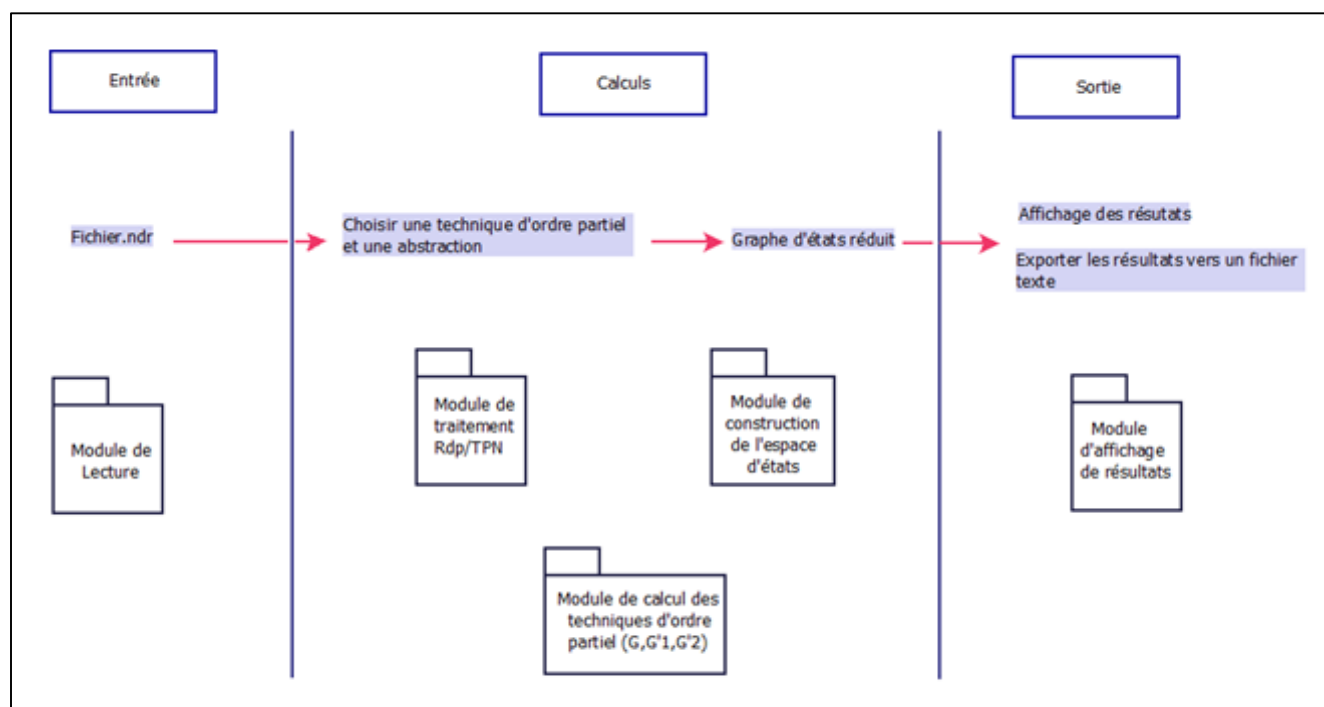 Entrée
Calculs
Sortie
Fichier.ndr
Choisir une technique d'ordre partiel
et une abstraction
Graphe d'états réduit
Affichage des résutats
Exporter les résultats vers un fichier
texte
Module de
Lecture
Module de
traitement
Rdp/TPN
Module de
construction
de l'espace
d'états
Module
d'affichage
de résultats
Module de calcul des
techniques d'ordre
partiel (G,G'1,G'2)